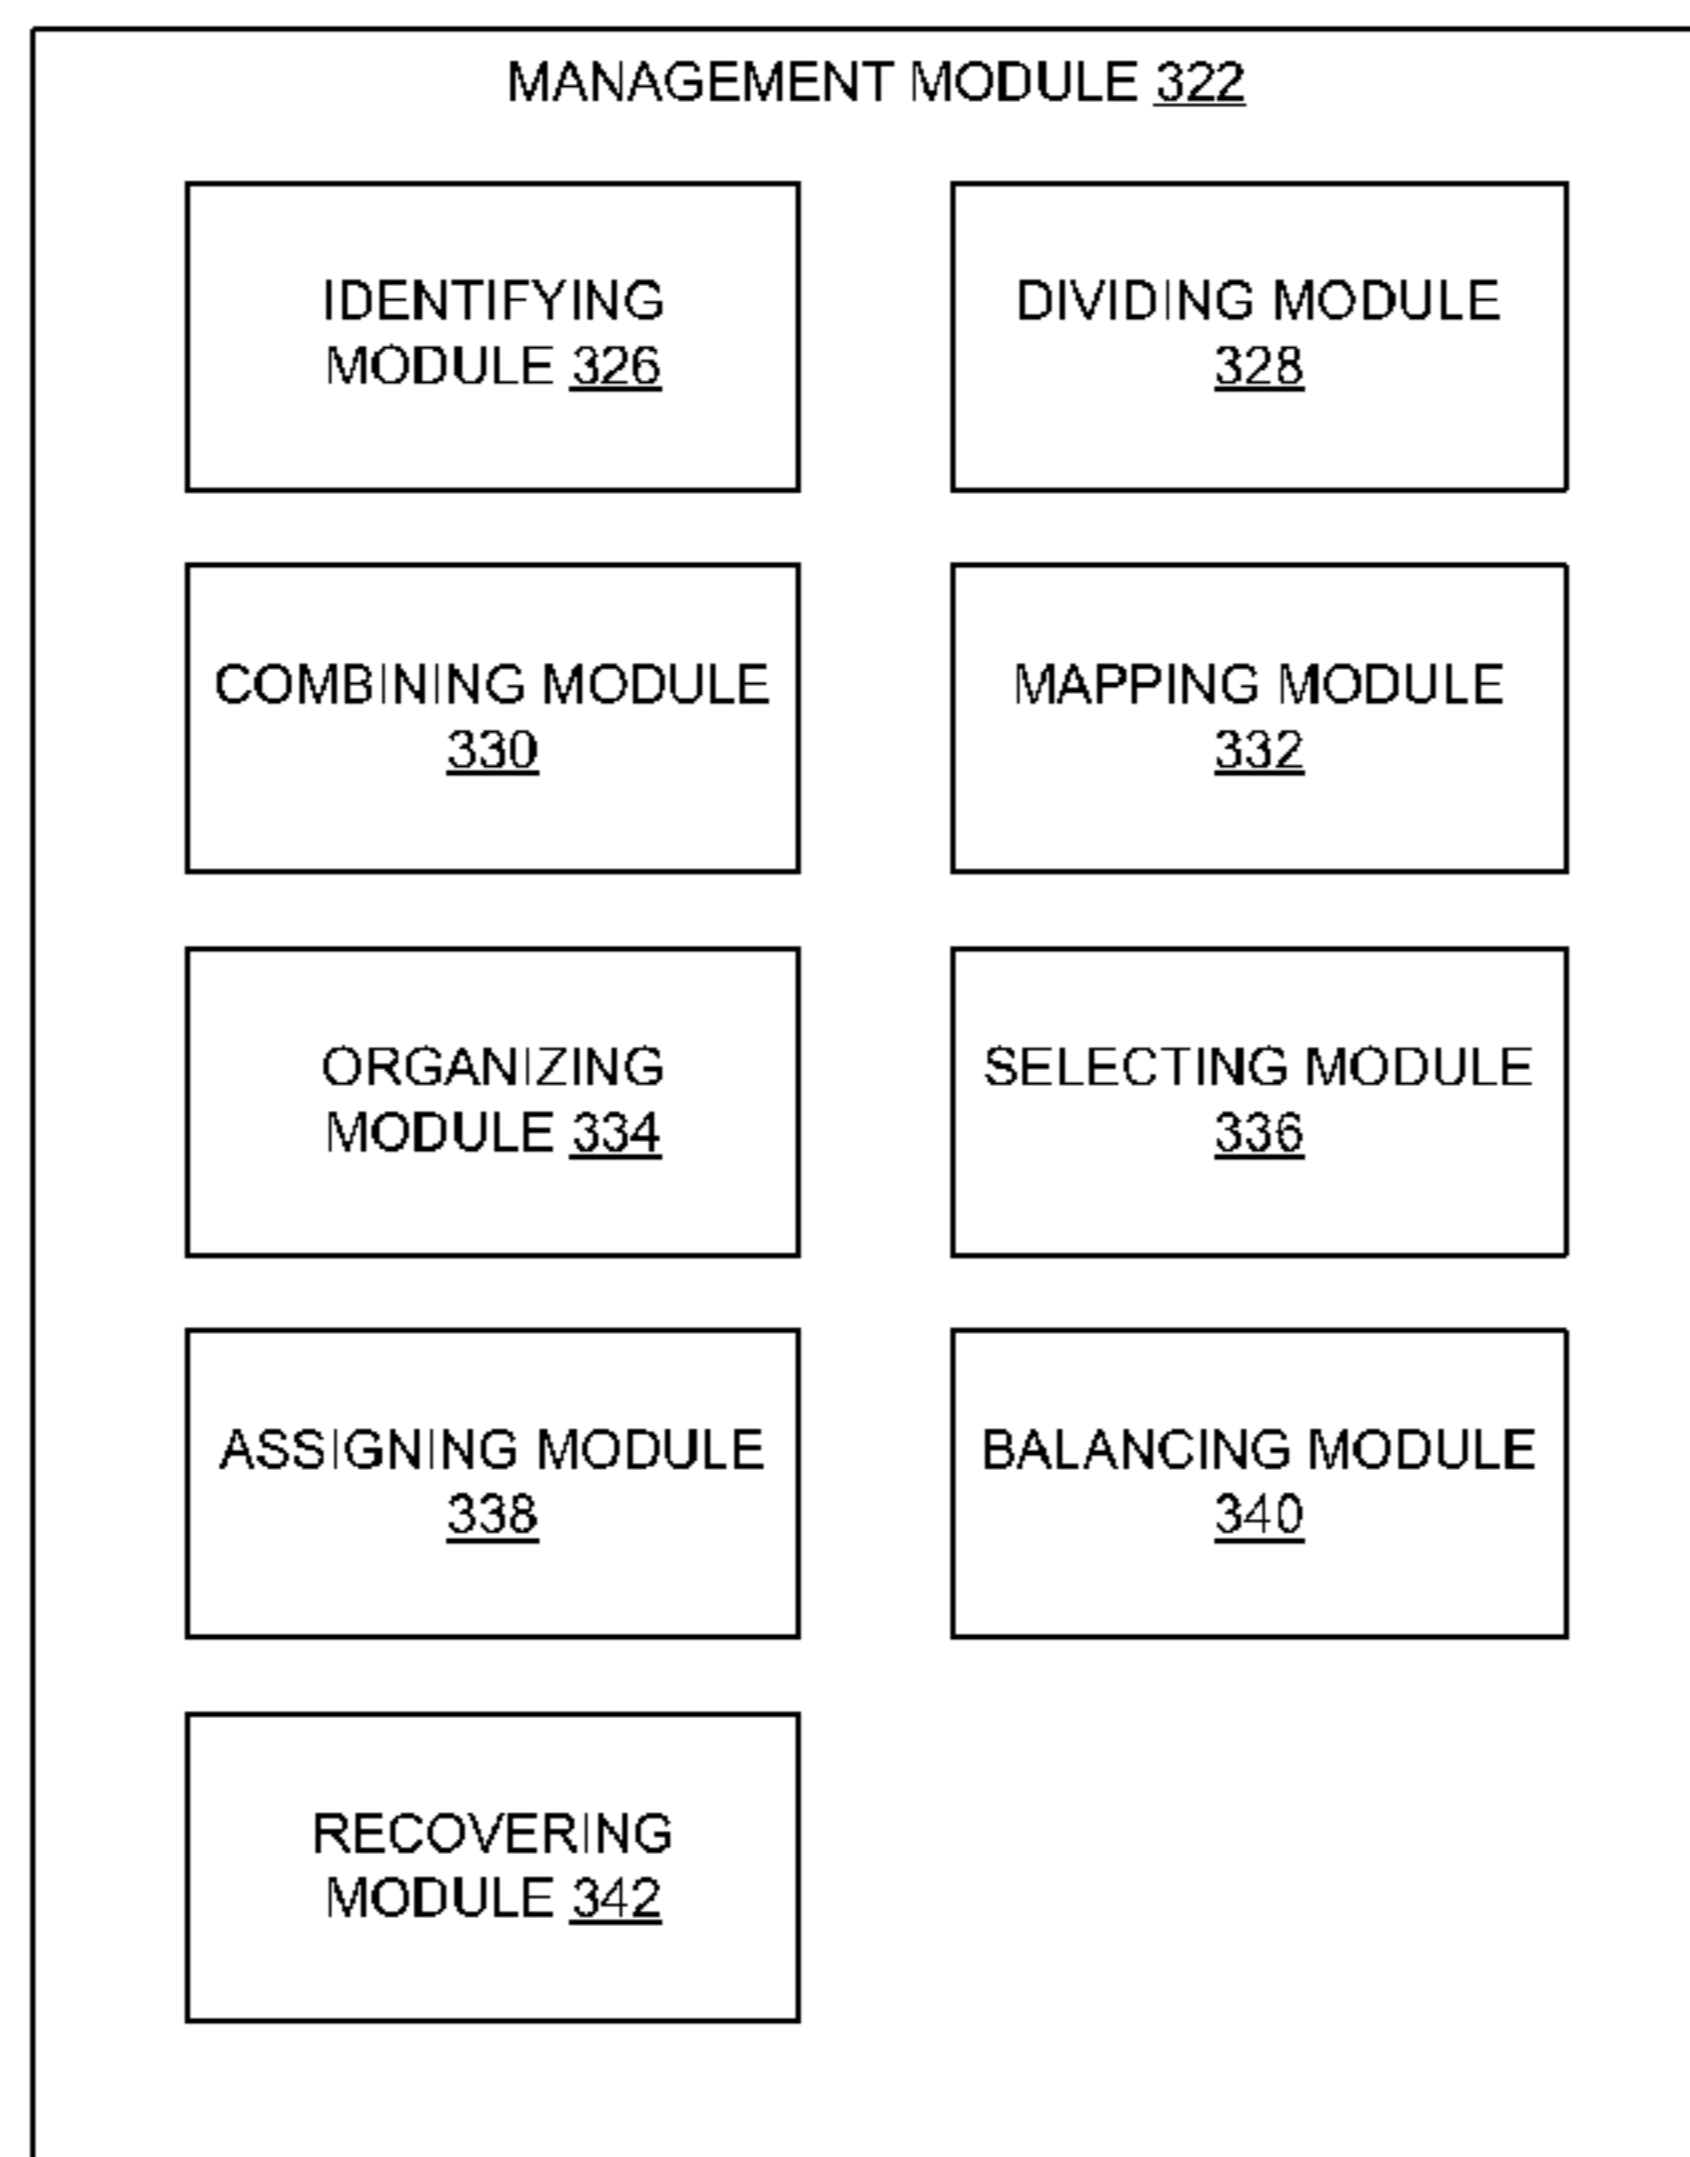 MANAGEMENT MODULE 322
IDENTIFYING
MODULE 326
DIVIDING MODULE
328
COMBINING MODULE
330
MAPPING MODULE
332
ORGANIZING
MODULE 334
SELECTING MODULE
336
ASSIGNING MODULE
338
BALANCING MODULE
340
RECOVERING
MODULE 342